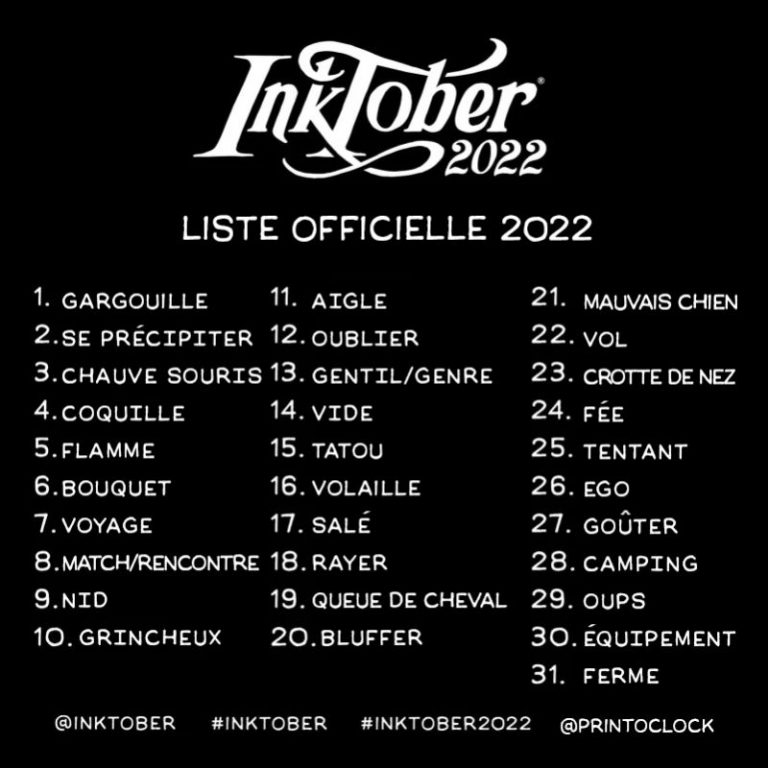 InkTober®
2022
LISTE OFFICIELLE 2022
1. GARGOUILLE
2. SE PRÉCIPITER
3. CHAUVE SOURIS
4. COQUILLE
5. FLAMME
6. BOUQUET
7. VOYAGE
8. MATCH/RENCONTRE
9. NID
10. GRINCHEUX
11. AIGLE
12. OUBLIER
13. GENTIL/GENRE
14. VIDE
15. TATOU
16. VOLAILLE
17. SALÉ
18. RAYER
19. QUEUE DE CHEVAL
20. BLUFFER
21. MAUVAIS CHIEN
22. VOL
23. CROTTE DE NEZ
24. FÉE
25. TENTANT
26. EGO
27. GOÛTER
28. CAMPING
29. OUPS
30. ÉQUIPEMENT
31. FERME
@INKTOBER #INKTOBER #INKTOBER2022 @PRINTOCLOCK